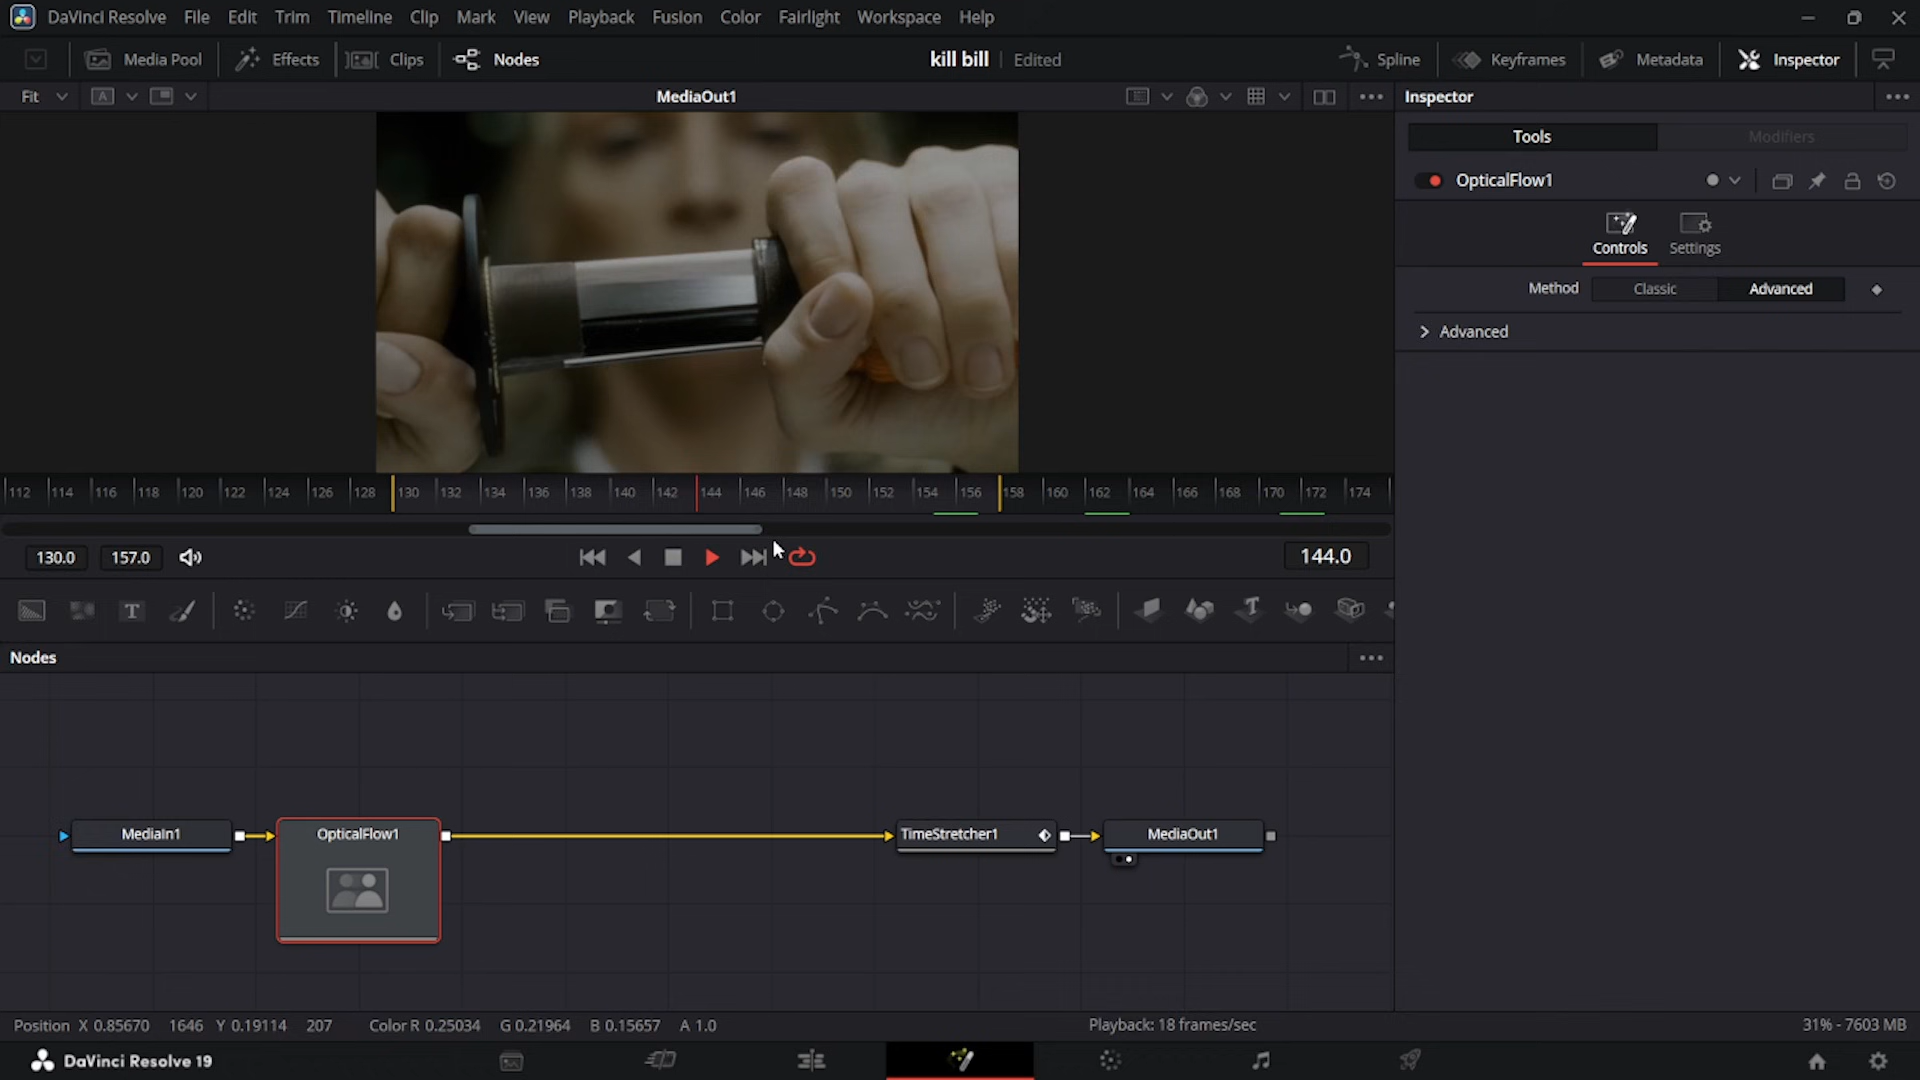 DaVinci Resolve File Edit Trim Timeline Clip Mark View Playback Fusion Color Fairlight Workspace Help
Media Pool Effects Clips Nodes kill bill Edited Spline Keyframes Metadata Inspector
Fit A MediaOut1 Inspector
Tools Modifiers
OpticalFlow1
Controls Settings
Method Classic Advanced
Advanced
112 114 116 118 120 122 124 126 128 130 132 134 136 138 140 142 144 146 148 150 152 154 156 158 160 162 164 166 168 170 172 174
130.0 157.0 144.0
Nodes
MediaIn1 OpticalFlow1 TimeStretcher1 MediaOut1
Position X 0.85670 1646 Y 0.19114 207 Color R 0.25034 G 0.21964 B 0.15657 A 1.0 Playback: 18 frames/sec 31% - 7603 MB
DaVinci Resolve 19